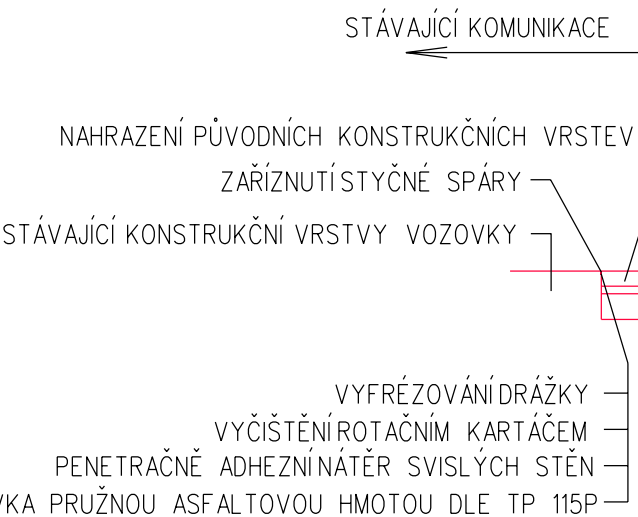 STÁVAJÍCÍ KOMUNIKACE
NAHRAZENÍ PŮVODNÍCH KONSTRUKČNÍCH VRSTEV
ZAŘÍZNUTÍ STYČNÉ SPÁRY
STÁVAJÍCÍ KONSTRUKČNÍ VRSTVY VOZOVKY
VYFRÉZOVÁNÍ DRÁŽKY
VYČIŠTĚNÍ ROTAČNÍM KARTÁČEM
PENETRAČNĚ ADHEZNÍ NÁTĚR SVISLÝCH STĚN
PRUŽNOU ASFALTOVOU HMOTOU DLE TP 115P